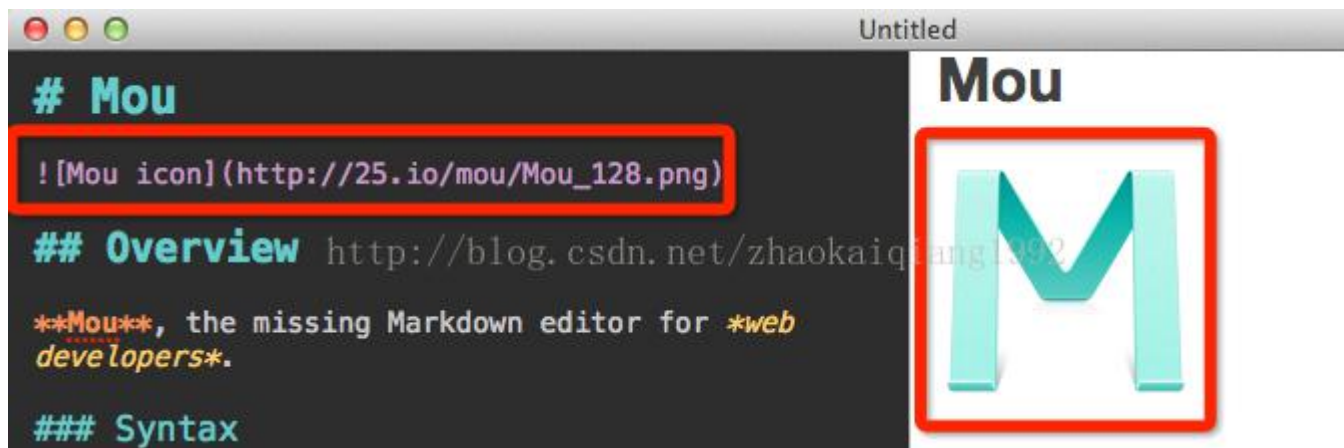 Untitled
# Mou
![Mou icon](http://25.io/mou/Mou_128.png)
## Overview
http://blog.csdn.net/zhaokaiqiang1992
**Mou**, the missing Markdown editor for *web
developers*.
### Syntax
Mou